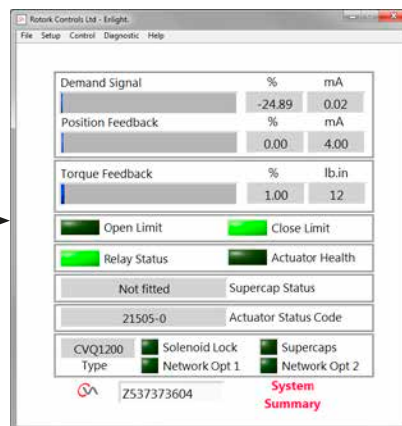 Rotork Controls Ltd - Enlight.
File Setup Control Diagnostic Help
Demand Signal % mA
-24.89 0.02
Position Feedback % mA
0.00 4.00
Torque Feedback % lb.in
1.00 12
Open Limit Close Limit
Relay Status Actuator Health
Not fitted Supercap Status
21505-0 Actuator Status Code
CVQ1200 Solenoid Lock Supercaps
Type Network Opt 1 Network Opt 2
Z537373604 System
Summary